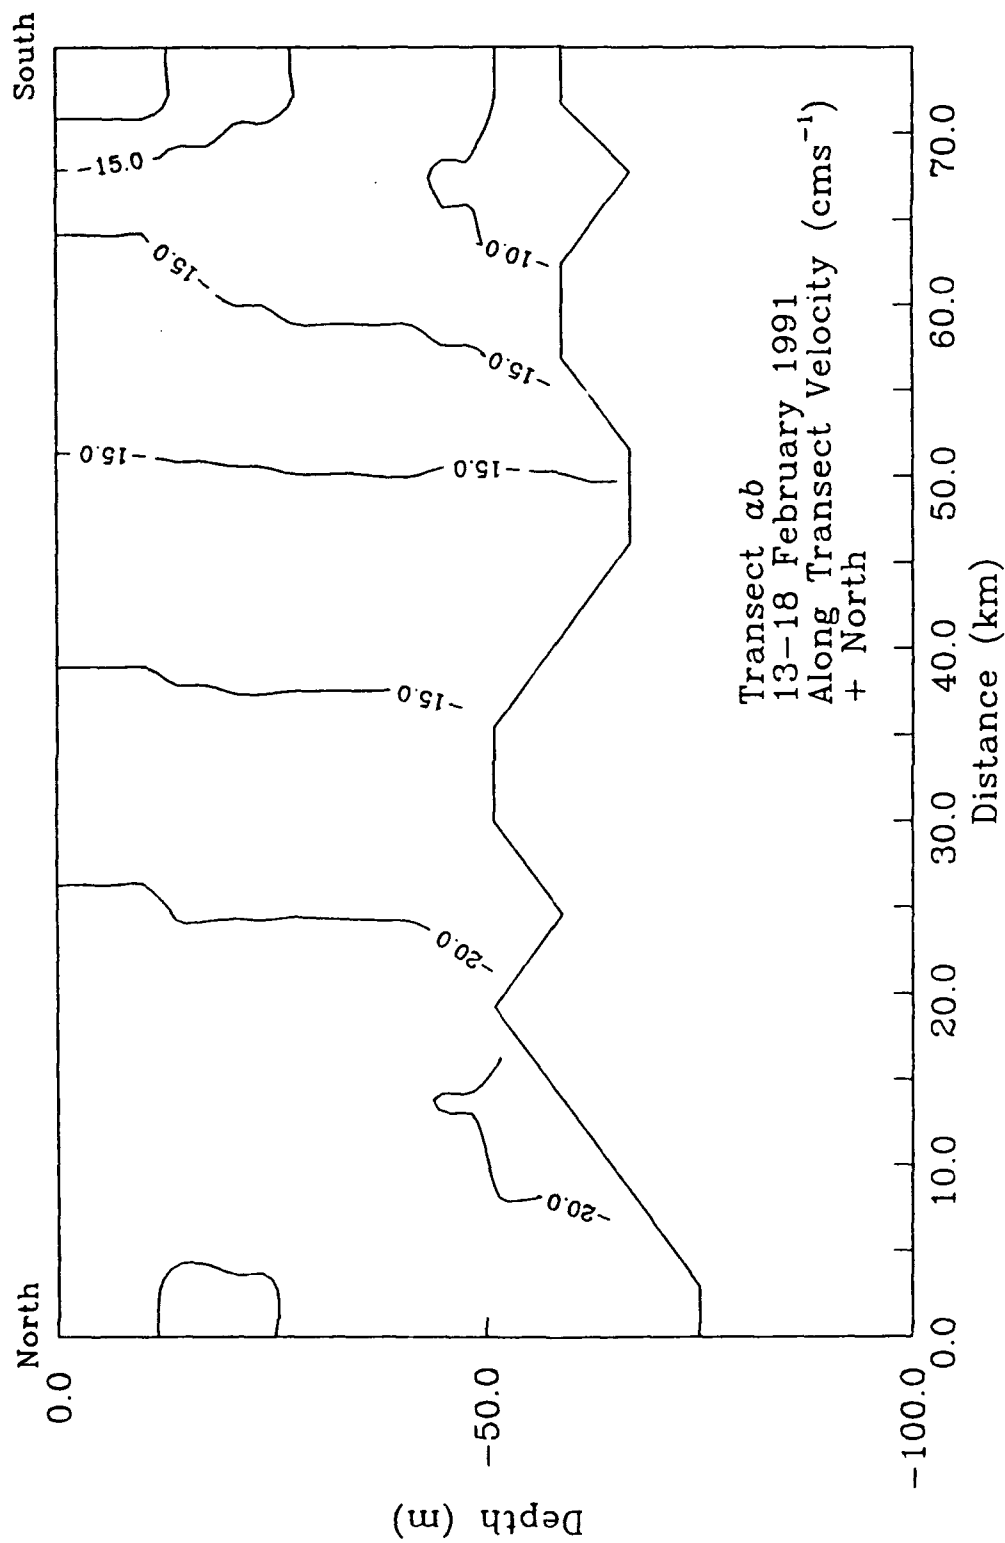 North
South
0.0
-50.0
-100.0
Depth (m)
-15.0
-15.0
-15.0
-15.0
-15.0
-15.0
-10.0
-20.0
-20.0
Transect ab
13-18 February 1991
Along Transect Velocity (cms⁻¹)
+ North
0.0 10.0 20.0 30.0 40.0 50.0 60.0 70.0
Distance (km)